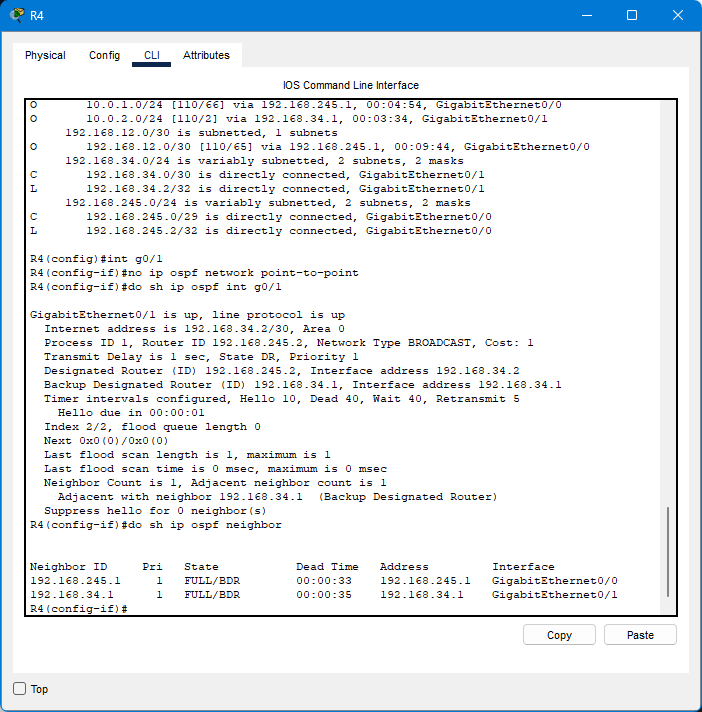 R4
Physical Config CLI Attributes
IOS Command Line Interface
O 10.0.1.0/24 [110/66] via 192.168.245.1, 00:04:54, GigabitEthernet0/0
O 10.0.2.0/24 [110/2] via 192.168.34.1, 00:03:34, GigabitEthernet0/1
192.168.12.0/30 is subnetted, 1 subnets
O 192.168.12.0/30 [110/65] via 192.168.245.1, 00:09:44, GigabitEthernet0/0
192.168.34.0/24 is variably subnetted, 2 subnets, 2 masks
C 192.168.34.0/30 is directly connected, GigabitEthernet0/1
L 192.168.34.2/32 is directly connected, GigabitEthernet0/1
192.168.245.0/24 is variably subnetted, 2 subnets, 2 masks
C 192.168.245.0/29 is directly connected, GigabitEthernet0/0
L 192.168.245.2/32 is directly connected, GigabitEthernet0/0
R4(config)#int g0/1
R4(config-if)#no ip ospf network point-to-point
R4(config-if)#do sh ip ospf int g0/1
GigabitEthernet0/1 is up, line protocol is up
Internet address is 192.168.34.2/30, Area 0
Process ID 1, Router ID 192.168.245.2, Network Type BROADCAST, Cost: 1
Transmit Delay is 1 sec, State DR, Priority 1
Designated Router (ID) 192.168.245.2, Interface address 192.168.34.2
Backup Designated Router (ID) 192.168.34.1, Interface address 192.168.34.1
Timer intervals configured, Hello 10, Dead 40, Wait 40, Retransmit 5
Hello due in 00:00:01
Index 2/2, flood queue length 0
Next 0x0(0)/0x0(0)
Last flood scan length is 1, maximum is 1
Last flood scan time is 0 msec, maximum is 0 msec
Neighbor Count is 1, Adjacent neighbor count is 1
Adjacent with neighbor 192.168.34.1 (Backup Designated Router)
Suppress hello for 0 neighbor(s)
R4(config-if)#do sh ip ospf neighbor
Neighbor ID Pri State Dead Time Address Interface
192.168.245.1 1 FULL/BDR 00:00:33 192.168.245.1 GigabitEthernet0/0
192.168.34.1 1 FULL/BDR 00:00:35 192.168.34.1 GigabitEthernet0/1
R4(config-if)#
Copy Paste
Top